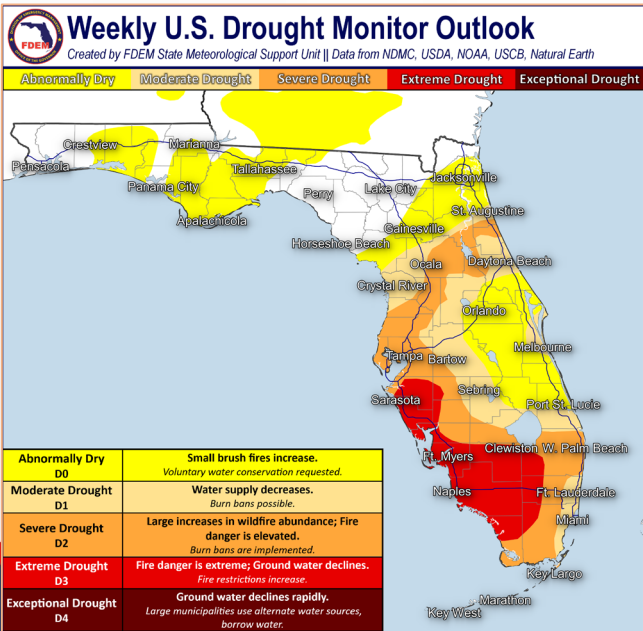 FDEM
Weekly U.S. Drought Monitor Outlook
Created by FDEM State Meteorological Support Unit || Data from NDMC, USDA, NOAA, USCB, Natural Earth
Abnormally Dry Moderate Drought Severe Drought Extreme Drought Exceptional Drought
Crestview
Marianna
Pensacola
Tallahassee
Jacksonville
Panama City
Perry
Lake City
Apalachicola
St. Augustine
Gainesville
Horseshoe Beach
Ocala
Daytona Beach
Crystal River
Orlando
Melbourne
Tampa
Bartow
Sebring
Sarasota
Port St. Lucie
Ft. Myers
Clewiston
W. Palm Beach
Naples
Ft. Lauderdale
Miami
Key Largo
Marathon
Key West
Abnormally Dry
D0
Small brush fires increase.
Voluntary water conservation requested.
Moderate Drought
D1
Water supply decreases.
Burn bans possible.
Severe Drought
D2
Large increases in wildfire abundance; Fire
danger is elevated.
Burn bans are implemented.
Extreme Drought
D3
Fire danger is extreme; Ground water declines.
Fire restrictions increase.
Exceptional Drought
D4
Ground water declines rapidly.
Large municipalities use alternate water sources,
borrow water.